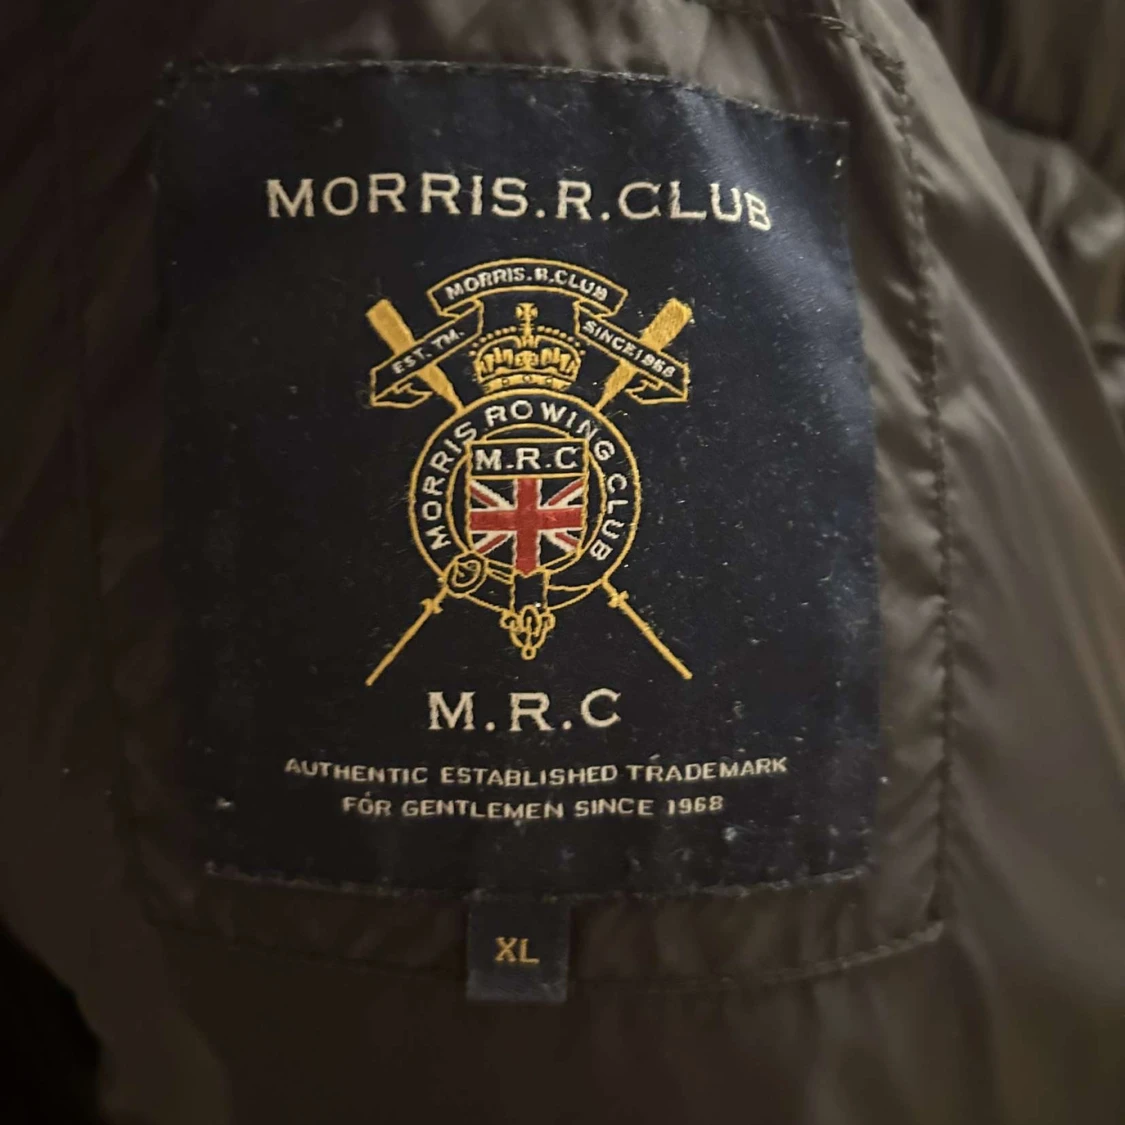 MORRIS.R.CLUB
MORRIS.R.CLUB
EST. TM.
SINCE1968
MORRIS ROWING CLUB
M.R.C
M.R.C
AUTHENTIC ESTABLISHED TRADEMARK
FOR GENTLEMEN SINCE 1968
XL